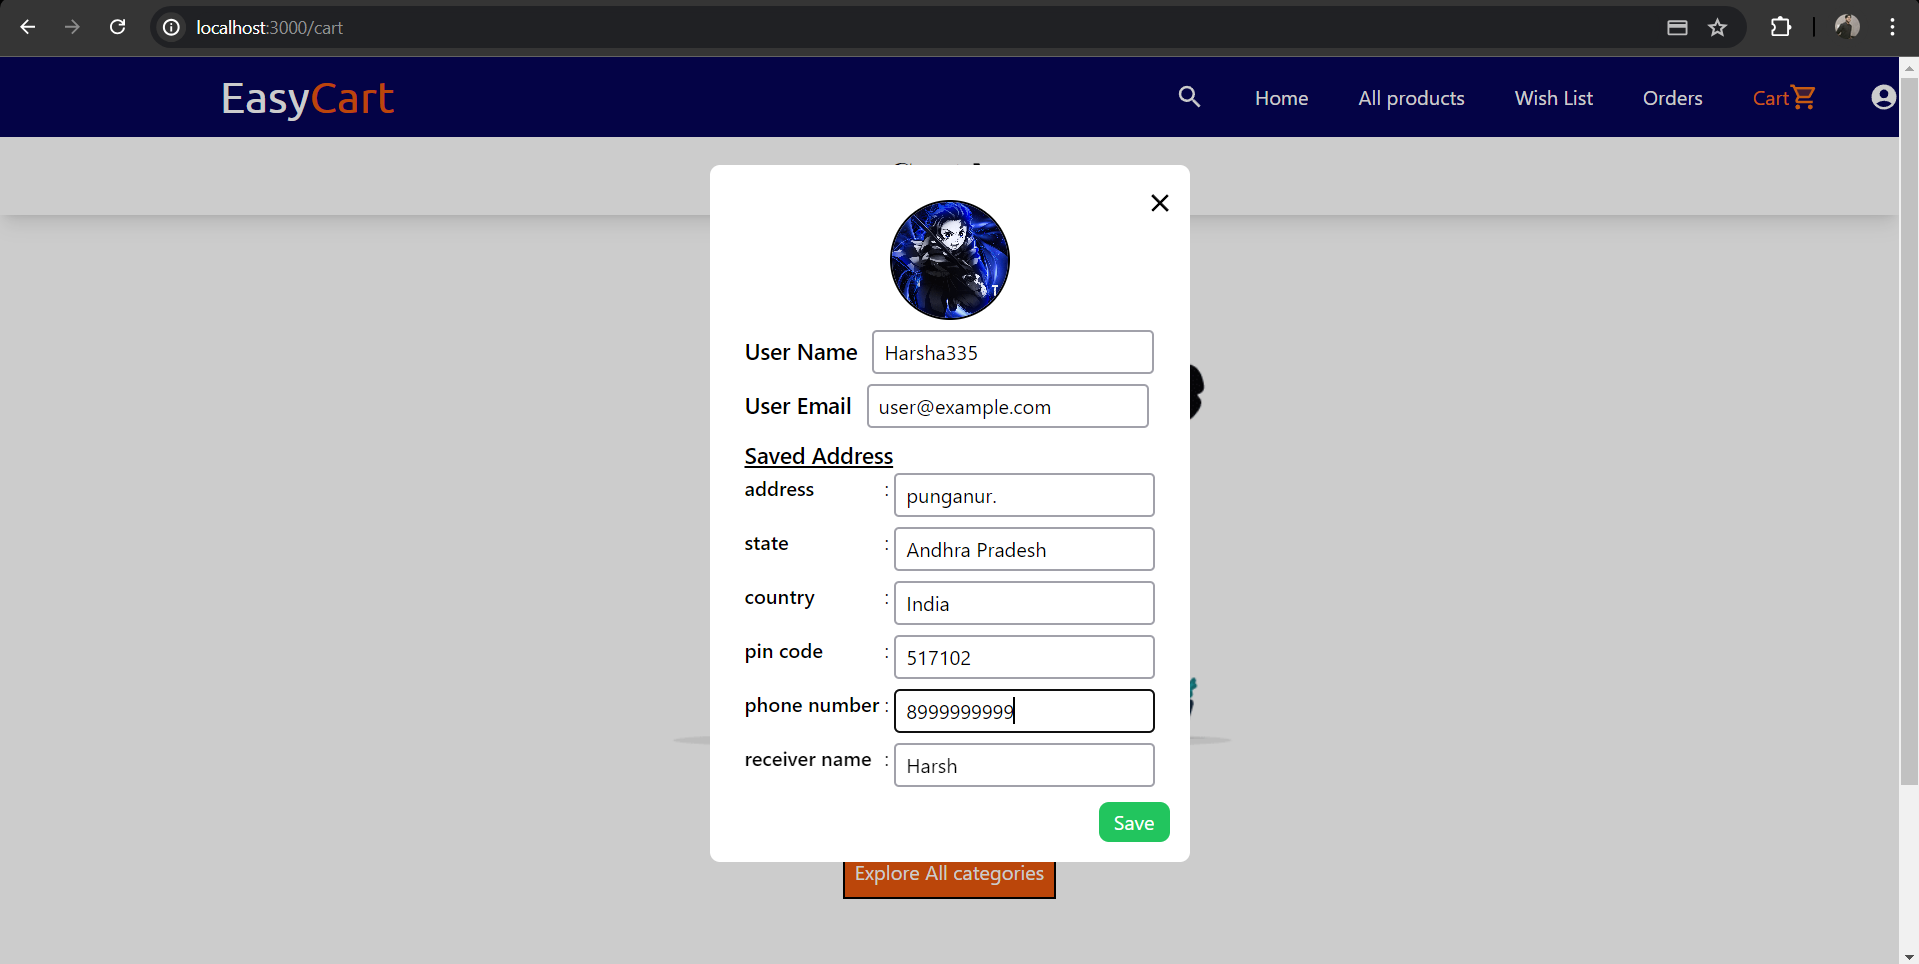 localhost:3000/cart
EasyCart
Home
All products
Wish List
Orders
Cart
T
User Name
Harsha335
User Email
user@example.com
Saved Address
address : punganur.
state : Andhra Pradesh
country : India
pin code : 517102
phone number : 8999999999
receiver name : Harsh
Save
Explore All categories